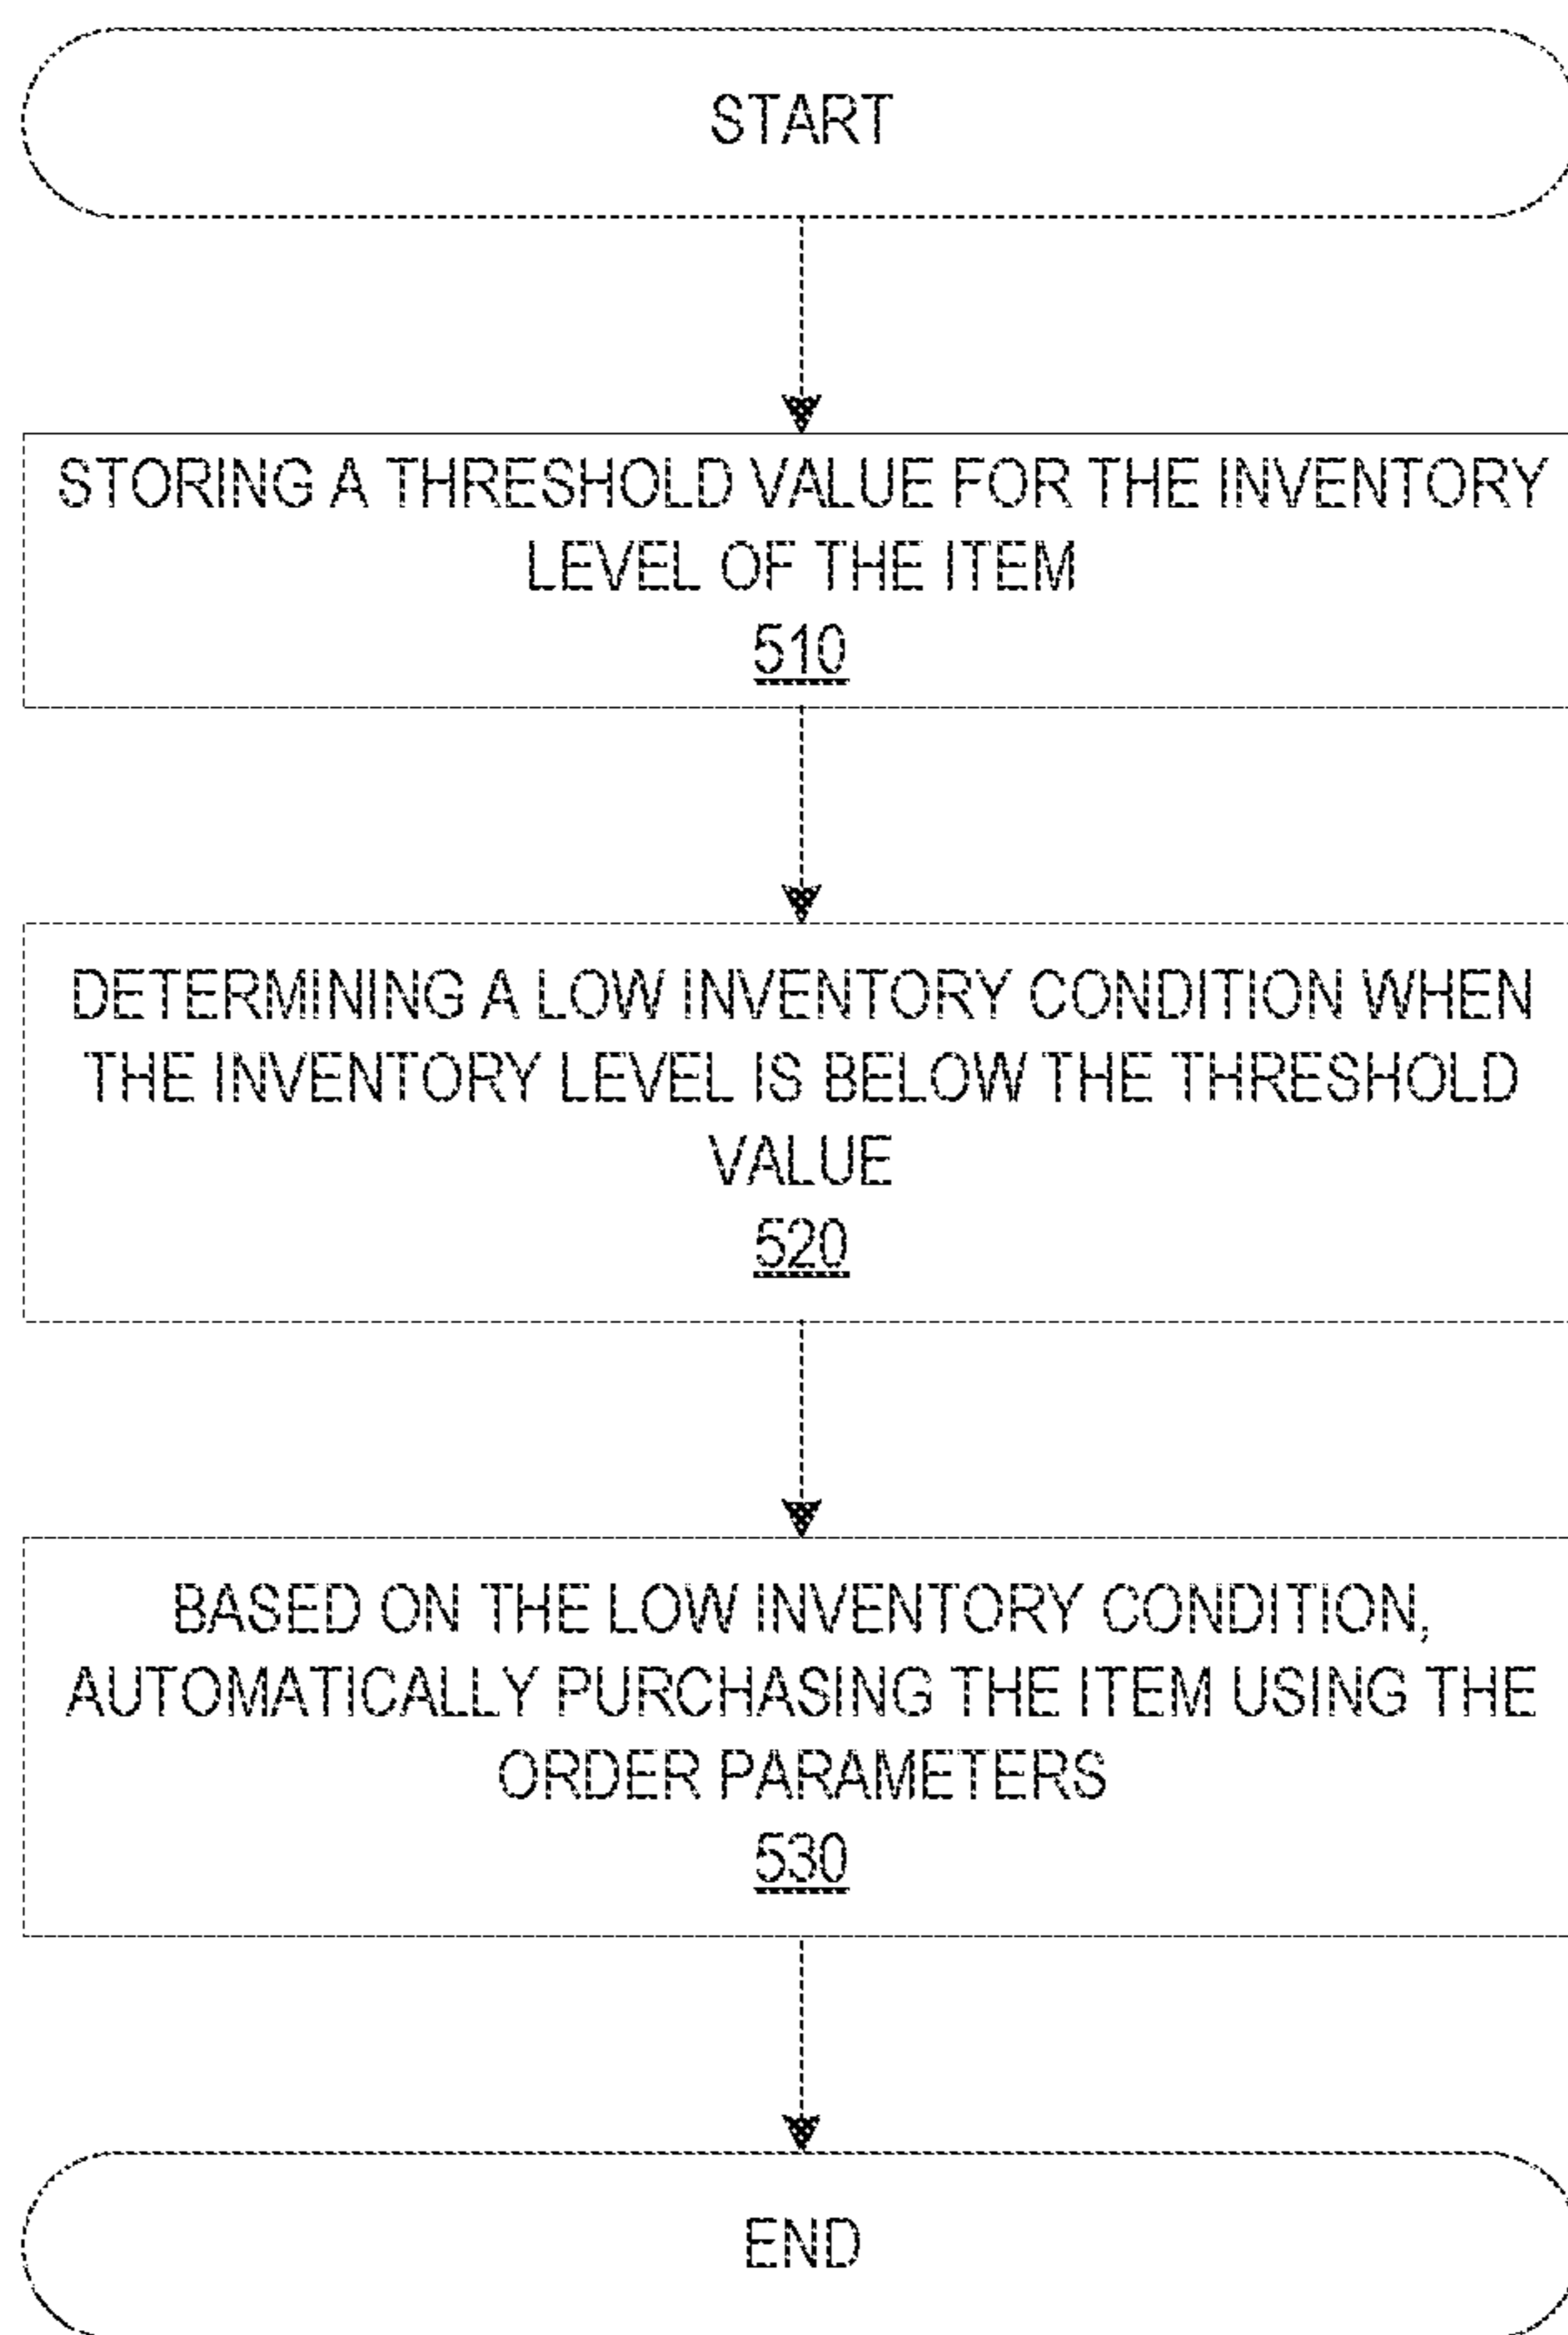 START
STORING A THRESHOLD VALUE FOR THE INVENTORY
LEVEL OF THE ITEM
510
DETERMINING A LOW INVENTORY CONDITION WHEN
THE INVENTORY LEVEL IS BELOW THE THRESHOLD
VALUE
520
BASED ON THE LOW INVENTORY CONDITION,
AUTOMATICALLY PURCHASING THE ITEM USING THE
ORDER PARAMETERS
530
END